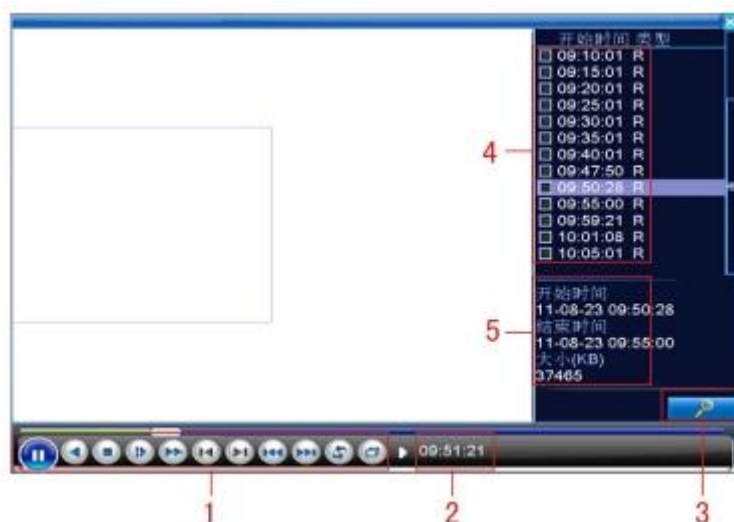 开始时间 类型
09:10:01 R
09:15:01 R
09:20:01 R
09:25:01 R
09:30:01 R
09:35:01 R
09:40:01 R
09:47:50 R
09:50:28 R
09:55:00 R
09:59:21 R
10:01:08 R
10:05:01 R
4
开始时间
11-08-23 09:50:28
结束时间
11-08-23 09:55:00
大小(KB)
37465
5
09:51:21
1
2
3